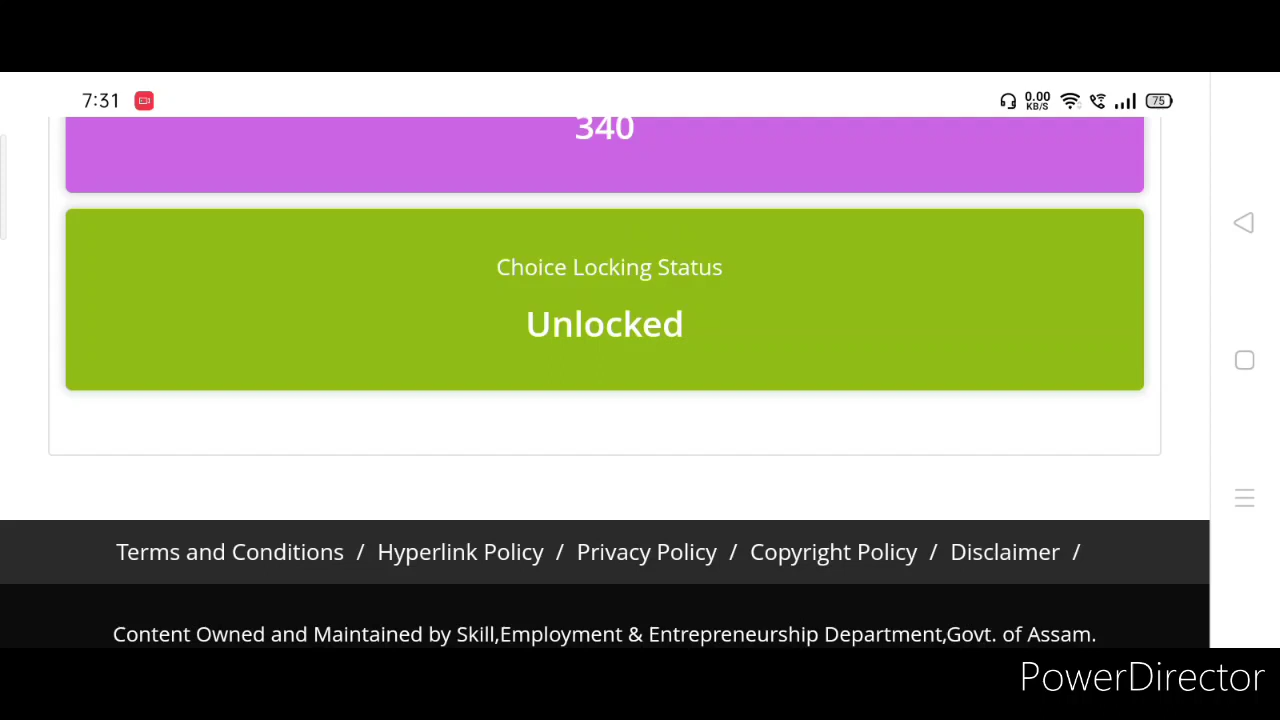 7:31
0.00
KB/S
75
340
Choice Locking Status
Unlocked
Terms and Conditions / Hyperlink Policy / Privacy Policy / Copyright Policy / Disclaimer /
Content Owned and Maintained by Skill,Employment & Entrepreneurship Department,Govt. of Assam.
PowerDirector